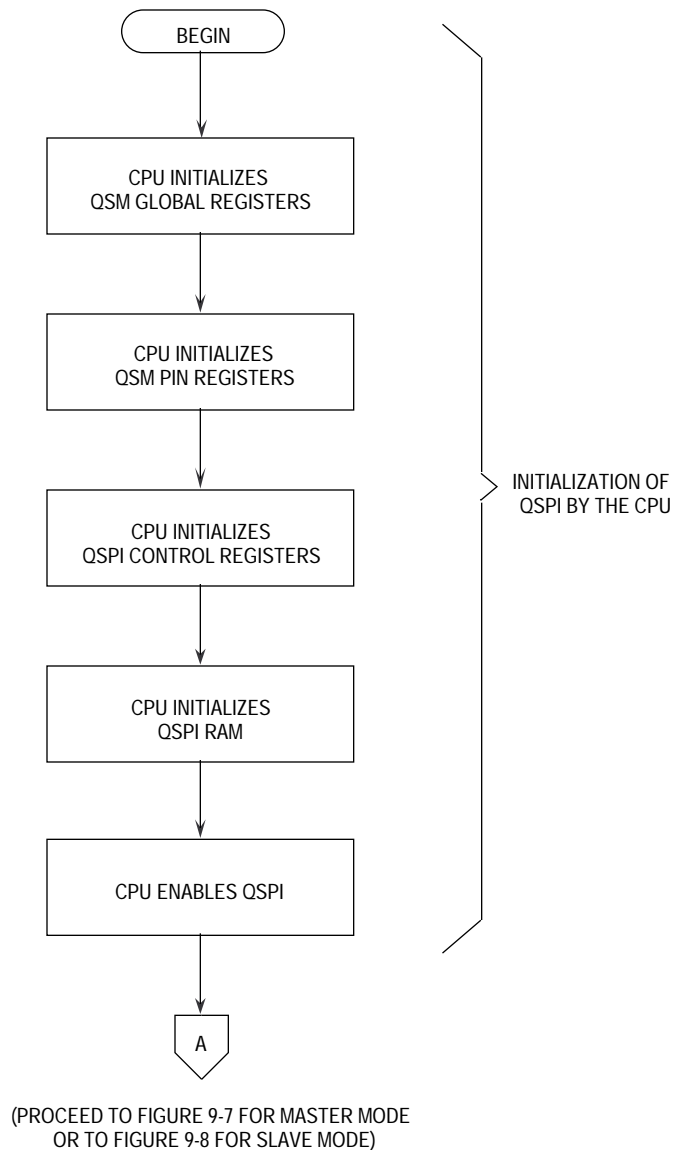 BEGIN
CPU INITIALIZES
QSM GLOBAL REGISTERS
CPU INITIALIZES
QSM PIN REGISTERS
INITIALIZATION OF
QSPI BY THE CPU
CPU INITIALIZES
QSPI CONTROL REGISTERS
CPU INITIALIZES
QSPI RAM
CPU ENABLES QSPI
A
(PROCEED TO FIGURE 9-7 FOR MASTER MODE
OR TO FIGURE 9-8 FOR SLAVE MODE)